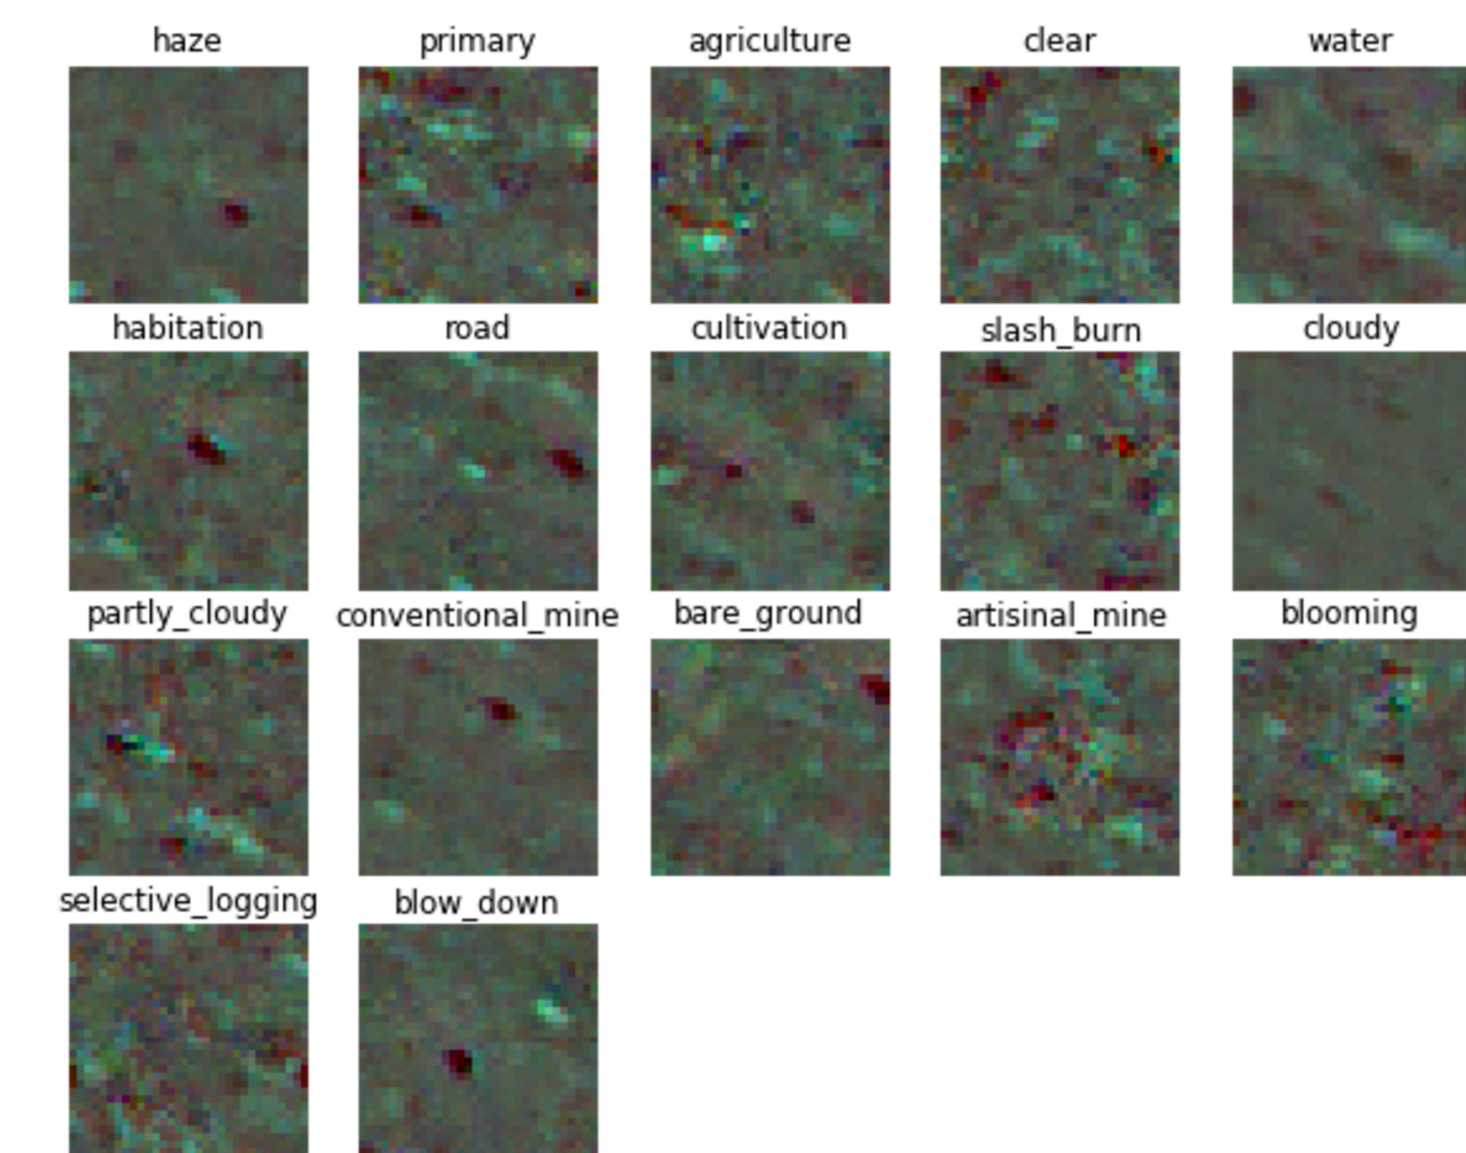 haze primary agriculture clear water
habitation road cultivation slash_burn cloudy
partly_cloudy conventional_mine bare_ground artisinal_mine blooming
selective_logging blow_down